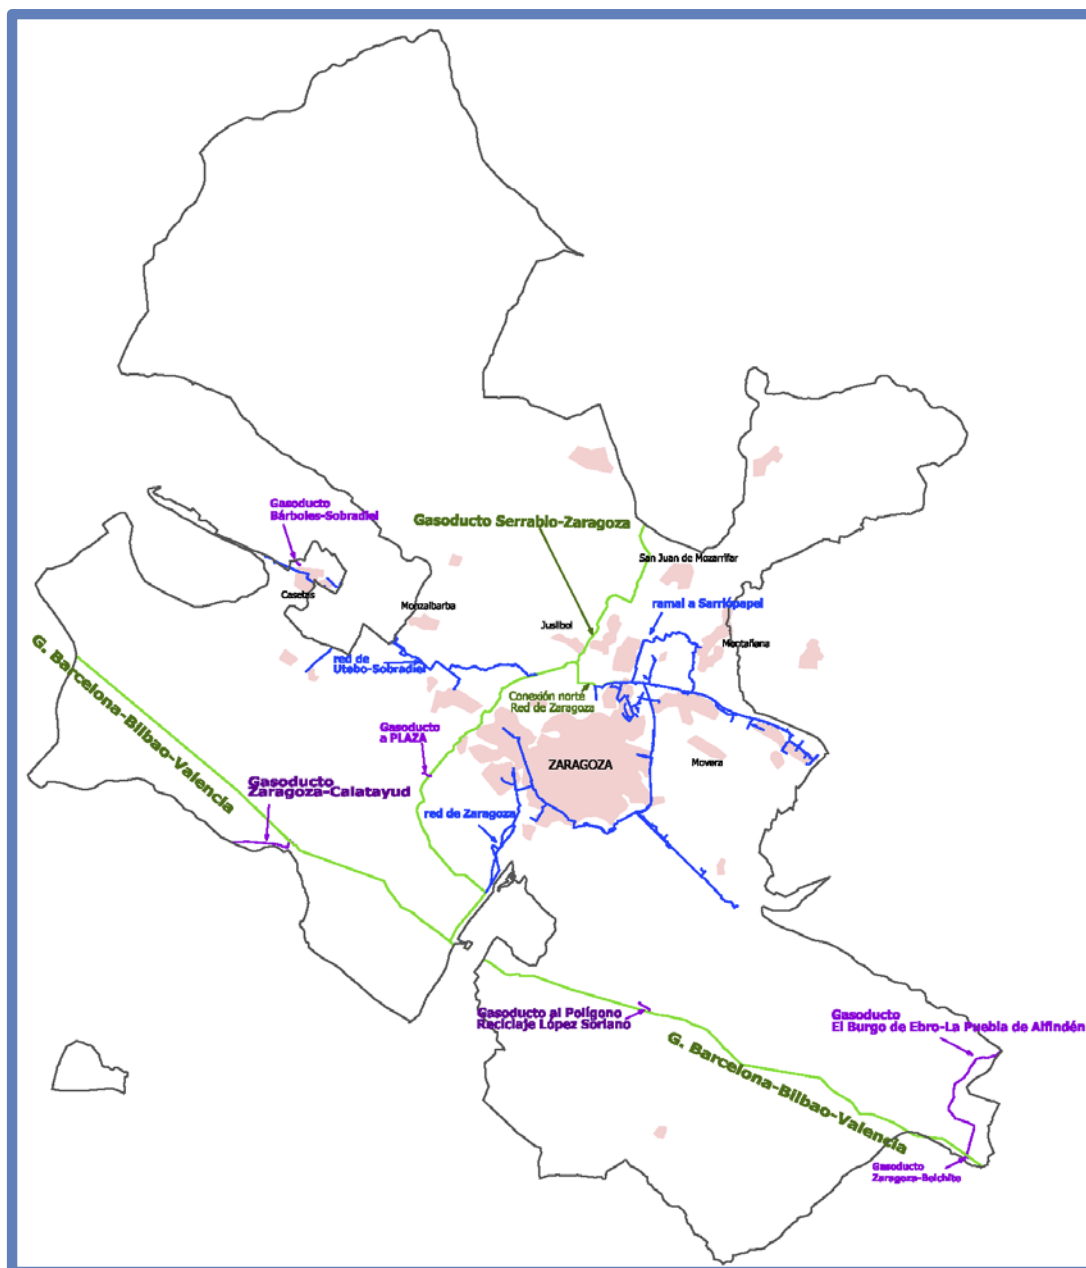 Gasoducto
Bárboles-Sobradiel
Gasoducto Serrablo-Zaragoza
San Juan de Mozarrifar
Casetas
Monzalbarba
ramal a Sarriópapel
Jusibol
Montañana
red de
Utebo-Sobradiel
G. Barcelona-Bilbao-Valencia
Conexión norte
Red de Zaragoza
Gasoducto
a PLAZA
ZARAGOZA
Movera
Gasoducto
Zaragoza-Calatayud
red de Zaragoza
Gasoducto al Polígono
Reciclaje López Soriano
Gasoducto
El Burgo de Ebro-La Puebla de Alfindén
G. Barcelona-Bilbao-Valencia
Gasoducto
Zaragoza-Belchite